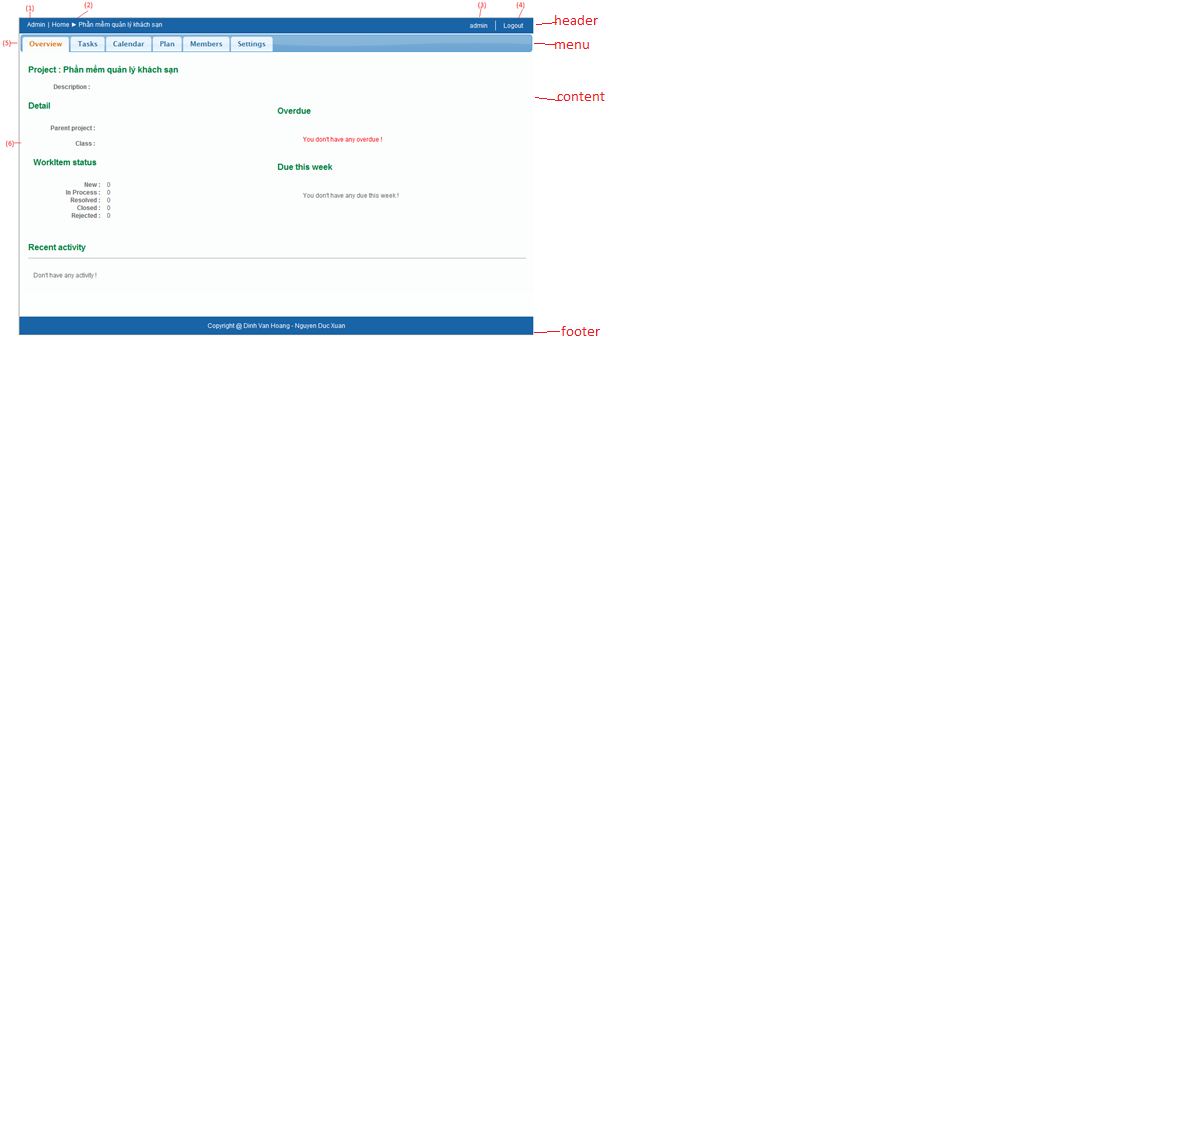 (1)
(2)
(3)
(4)
Admin | Home ► Phần mềm quản lý khách sạn
admin | Logout
header
(5)
Overview Tasks Calendar Plan Members Settings
menu
Project : Phần mềm quản lý khách sạn
Description :
content
Detail
Overdue
Parent project :
You don't have any overdue !
(6)
Class :
WorkItem status
Due this week
New : 0
In Process : 0
You don't have any due this week !
Resolved : 0
Closed : 0
Rejected : 0
Recent activity
Don't have any activity !
Copyright @ Dinh Van Hoang - Nguyen Duc Xuan
footer